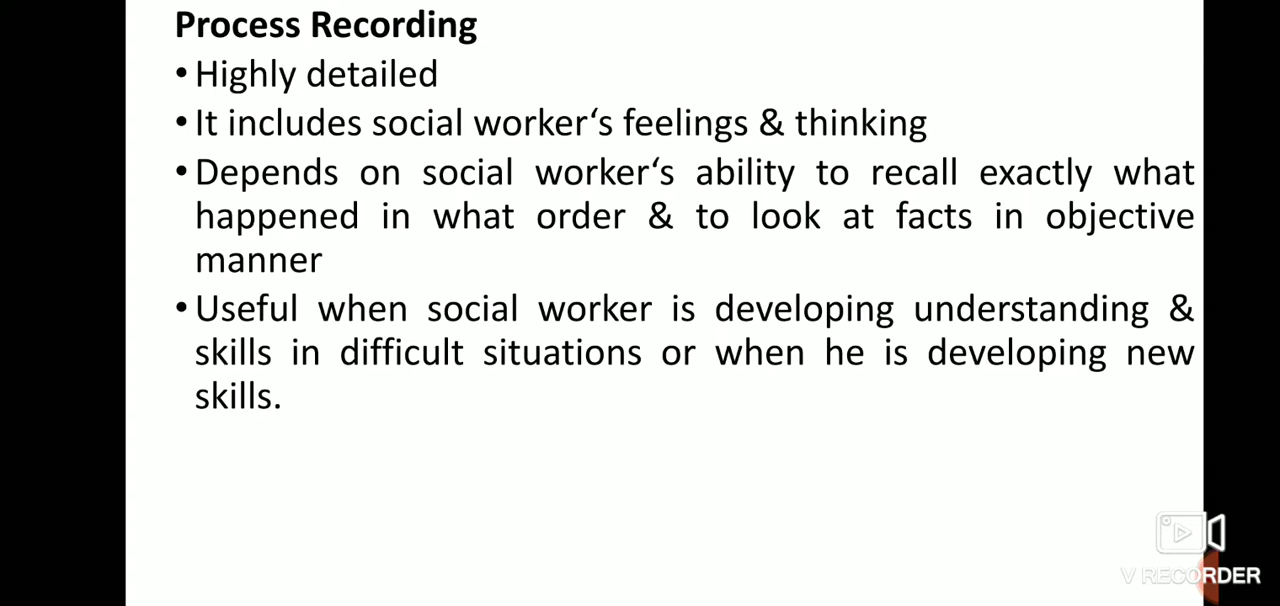 Process Recording
• Highly detailed
• It includes social worker‘s feelings & thinking
• Depends on social worker‘s ability to recall exactly what
happened in what order & to look at facts in objective
manner
• Useful when social worker is developing understanding &
skills in difficult situations or when he is developing new
skills.
V RECORDER